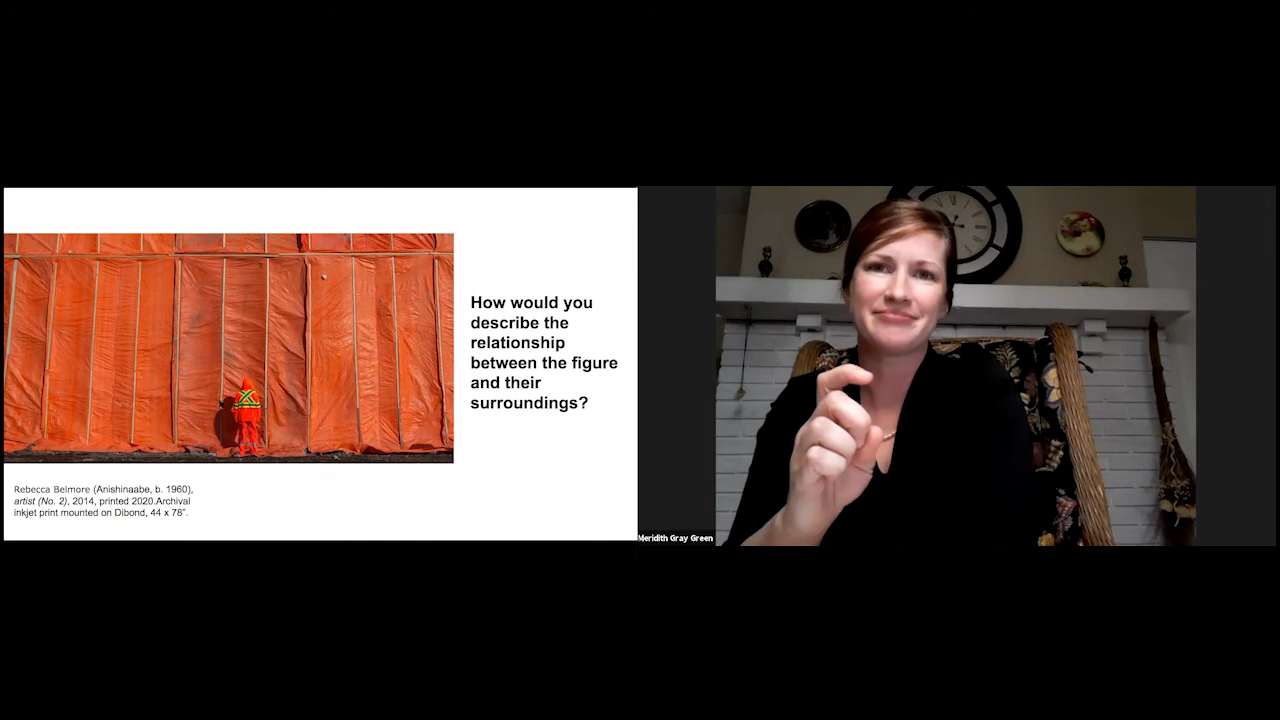 How would you
describe the
relationship
between the figure
and their
surroundings?
Rebecca Belmore (Anishinaabe, b. 1960),
artist (No. 2), 2014, printed 2020.Archival
inkjet print mounted on Dibond, 44 x 78".
Meridith Gray Green